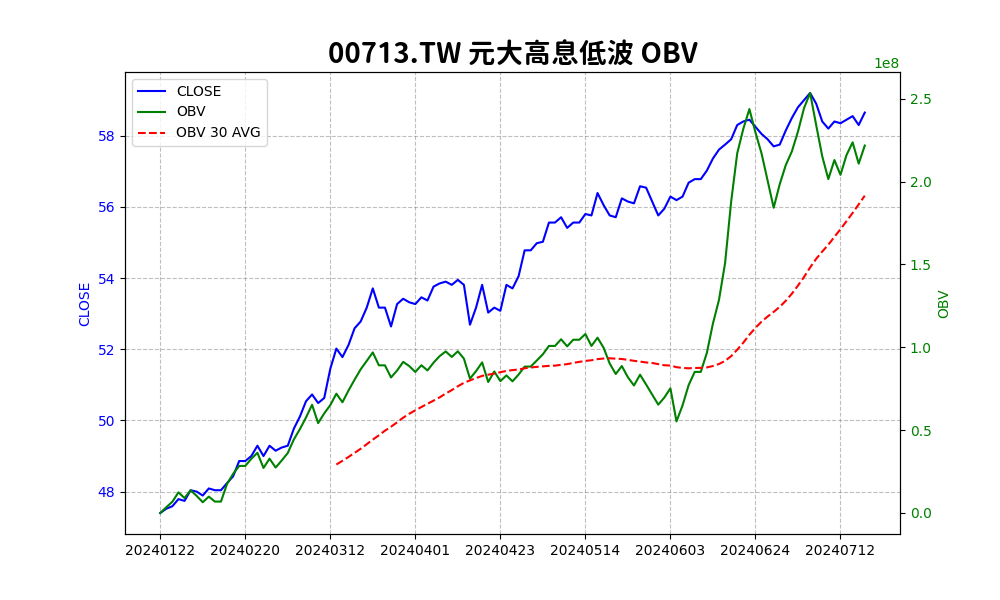 00713.TW 元大高息低波 OBV
1e8
CLOSE
OBV
OBV 30 AVG
58
56
54
52
50
48
CLOSE
2.5
2.0
1.5
1.0
0.5
0.0
OBV
20240122 20240220 20240312 20240401 20240423 20240514 20240603 20240624 20240712